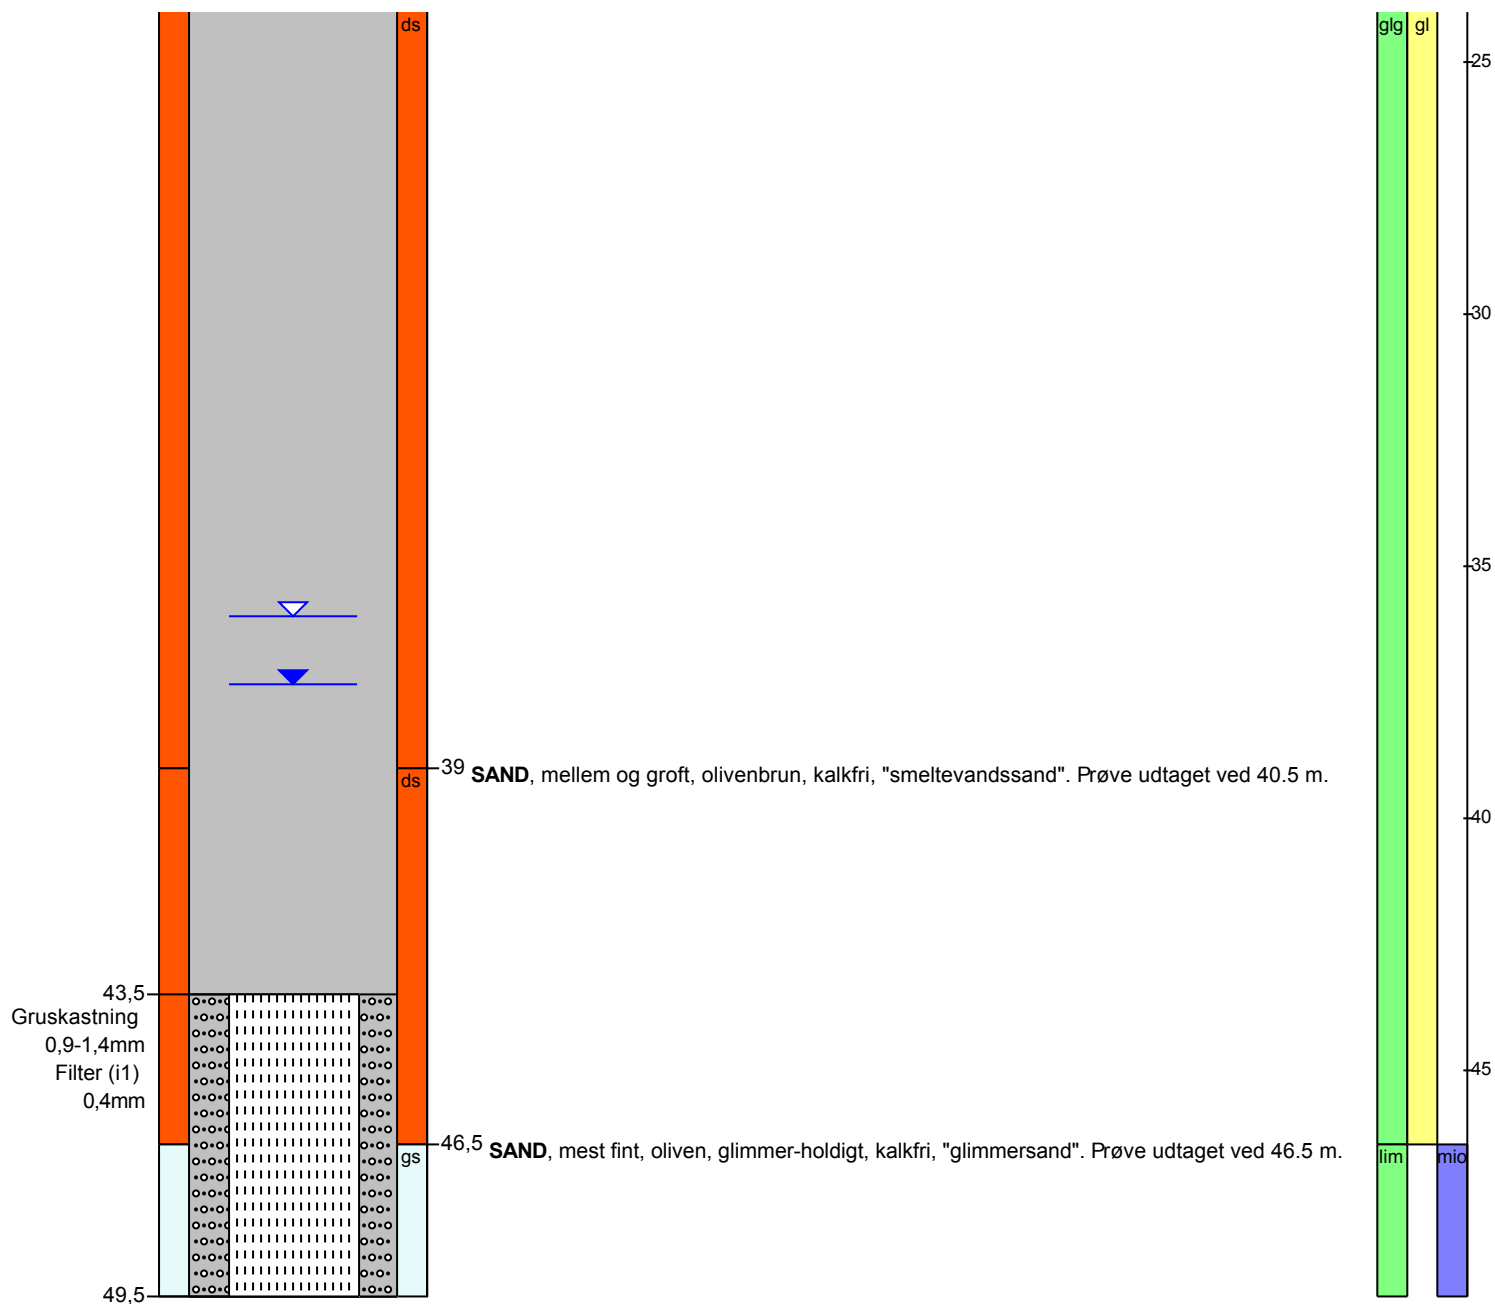 ds
glg gl
25
30
35
39 SAND, mellem og groft, olivenbrun, kalkfri, "smeltevandssand". Prøve udtaget ved 40.5 m.
ds
40
43,5
Gruskastning
0,9-1,4mm
Filter (i1)
0,4mm
45
46,5 SAND, mest fint, oliven, glimmer-holdigt, kalkfri, "glimmersand". Prøve udtaget ved 46.5 m.
gs
lim mio
49,5